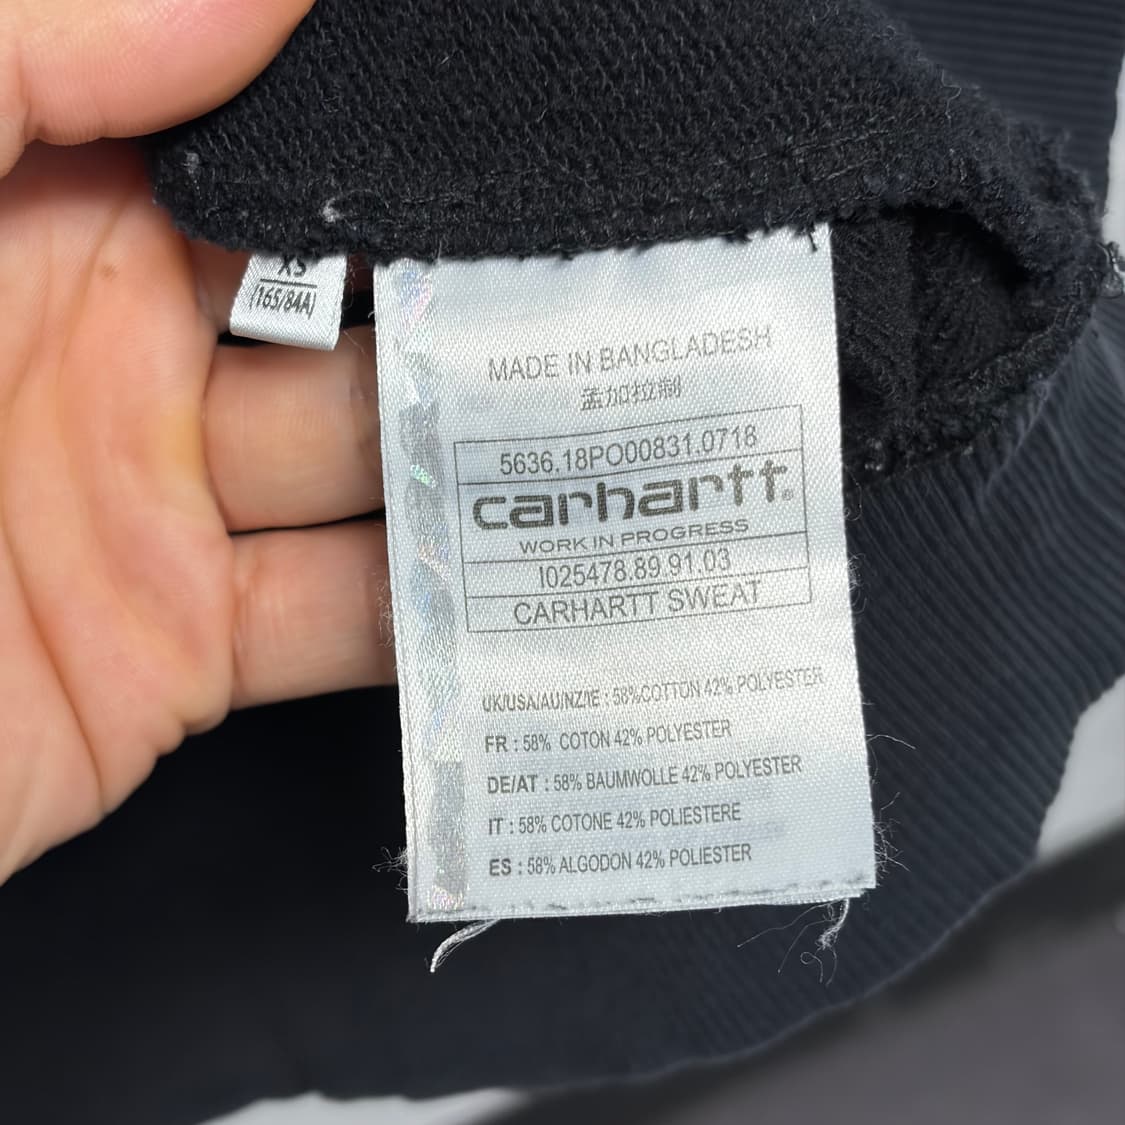 XS
(165/84A)
MADE IN BANGLADESH
孟加拉制
5636.18PO00831.0718
carhartt®
WORK IN PROGRESS
I025478.89.91.03
CARHARTT SWEAT
UK/USA/AU/NZ/IE : 58%COTTON 42% POLYESTER
FR : 58% COTON 42% POLYESTER
DE/AT : 58% BAUMWOLLE 42% POLYESTER
IT : 58% COTONE 42% POLIESTERE
ES : 58% ALGODON 42% POLIESTER